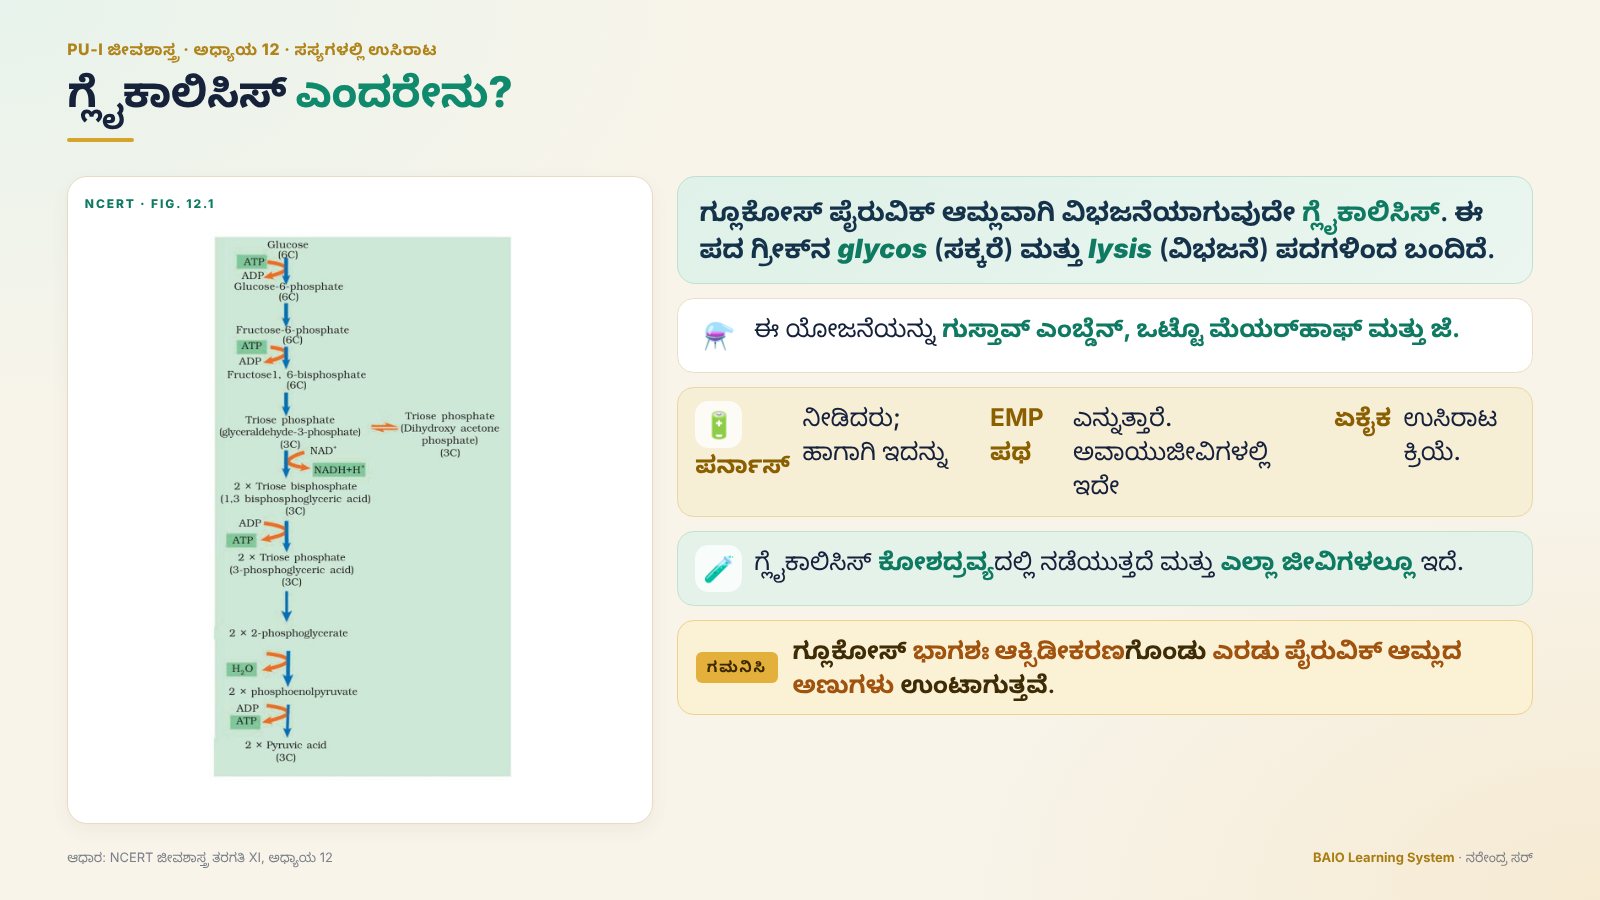 PU-I ಜೀವಶಾಸ್ತ್ರ · ಅಧ್ಯಾಯ 12 · ಸಸ್ಯಗಳಲ್ಲಿ ಉಸಿರಾಟ
ಗ್ಲೈಕಾಲಿಸಿಸ್ ಎಂದರೇನು?
NCERT · FIG. 12.1
Glucose
(6C)
ATP
ADP
Glucose-6-phosphate
(6C)
Fructose-6-phosphate
(6C)
ATP
ADP
Fructose1, 6-bisphosphate
(6C)
Triose phosphate
(glyceraldehyde-3-phosphate)
(3C)
Triose phosphate
(Dihydroxy acetone
phosphate)
(3C)
NAD⁺
NADH+H⁺
2 × Triose bisphosphate
(1,3 bisphosphoglyceric acid)
(3C)
ADP
ATP
2 × Triose phosphate
(3-phosphoglyceric acid)
(3C)
2 × 2-phosphoglycerate
H₂O
2 × phosphoenolpyruvate
ADP
ATP
2 × Pyruvic acid
(3C)
ಗ್ಲೂಕೋಸ್ ಪೈರುವಿಕ್ ಆಮ್ಲವಾಗಿ ವಿಭಜನೆಯಾಗುವುದೇ ಗ್ಲೈಕಾಲಿಸಿಸ್. ಈ
ಪದ ಗ್ರೀಕ್‌ನ glycos (ಸಕ್ಕರೆ) ಮತ್ತು lysis (ವಿಭಜನೆ) ಪದಗಳಿಂದ ಬಂದಿದೆ.
ಈ ಯೋಜನೆಯನ್ನು ಗುಸ್ತಾವ್ ಎಂಬ್ಡೆನ್, ಒಟ್ಟೊ ಮೆಯರ್‌ಹಾಫ್ ಮತ್ತು ಜೆ.
ಪರ್ನಾಸ್
ನೀಡಿದರು;
ಹಾಗಾಗಿ ಇದನ್ನು
EMP
ಪಥ
ಎನ್ನುತ್ತಾರೆ.
ಅವಾಯುಜೀವಿಗಳಲ್ಲಿ
ಇದೇ
ಏಕೈಕ
ಉಸಿರಾಟ
ಕ್ರಿಯೆ.
ಗ್ಲೈಕಾಲಿಸಿಸ್ ಕೋಶದ್ರವ್ಯದಲ್ಲಿ ನಡೆಯುತ್ತದೆ ಮತ್ತು ಎಲ್ಲಾ ಜೀವಿಗಳಲ್ಲೂ ಇದೆ.
ಗಮನಿಸಿ
ಗ್ಲೂಕೋಸ್ ಭಾಗಶಃ ಆಕ್ಸಿಡೀಕರಣಗೊಂಡು ಎರಡು ಪೈರುವಿಕ್ ಆಮ್ಲದ
ಅಣುಗಳು ಉಂಟಾಗುತ್ತವೆ.
ಆಧಾರ: NCERT ಜೀವಶಾಸ್ತ್ರ ತರಗತಿ XI, ಅಧ್ಯಾಯ 12
BAIO Learning System · ನರೇಂದ್ರ ಸರ್